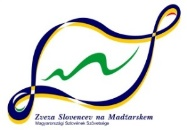 Zveza Slovencev na Madžarskem
Magyarországi Szlovének Szövetsége